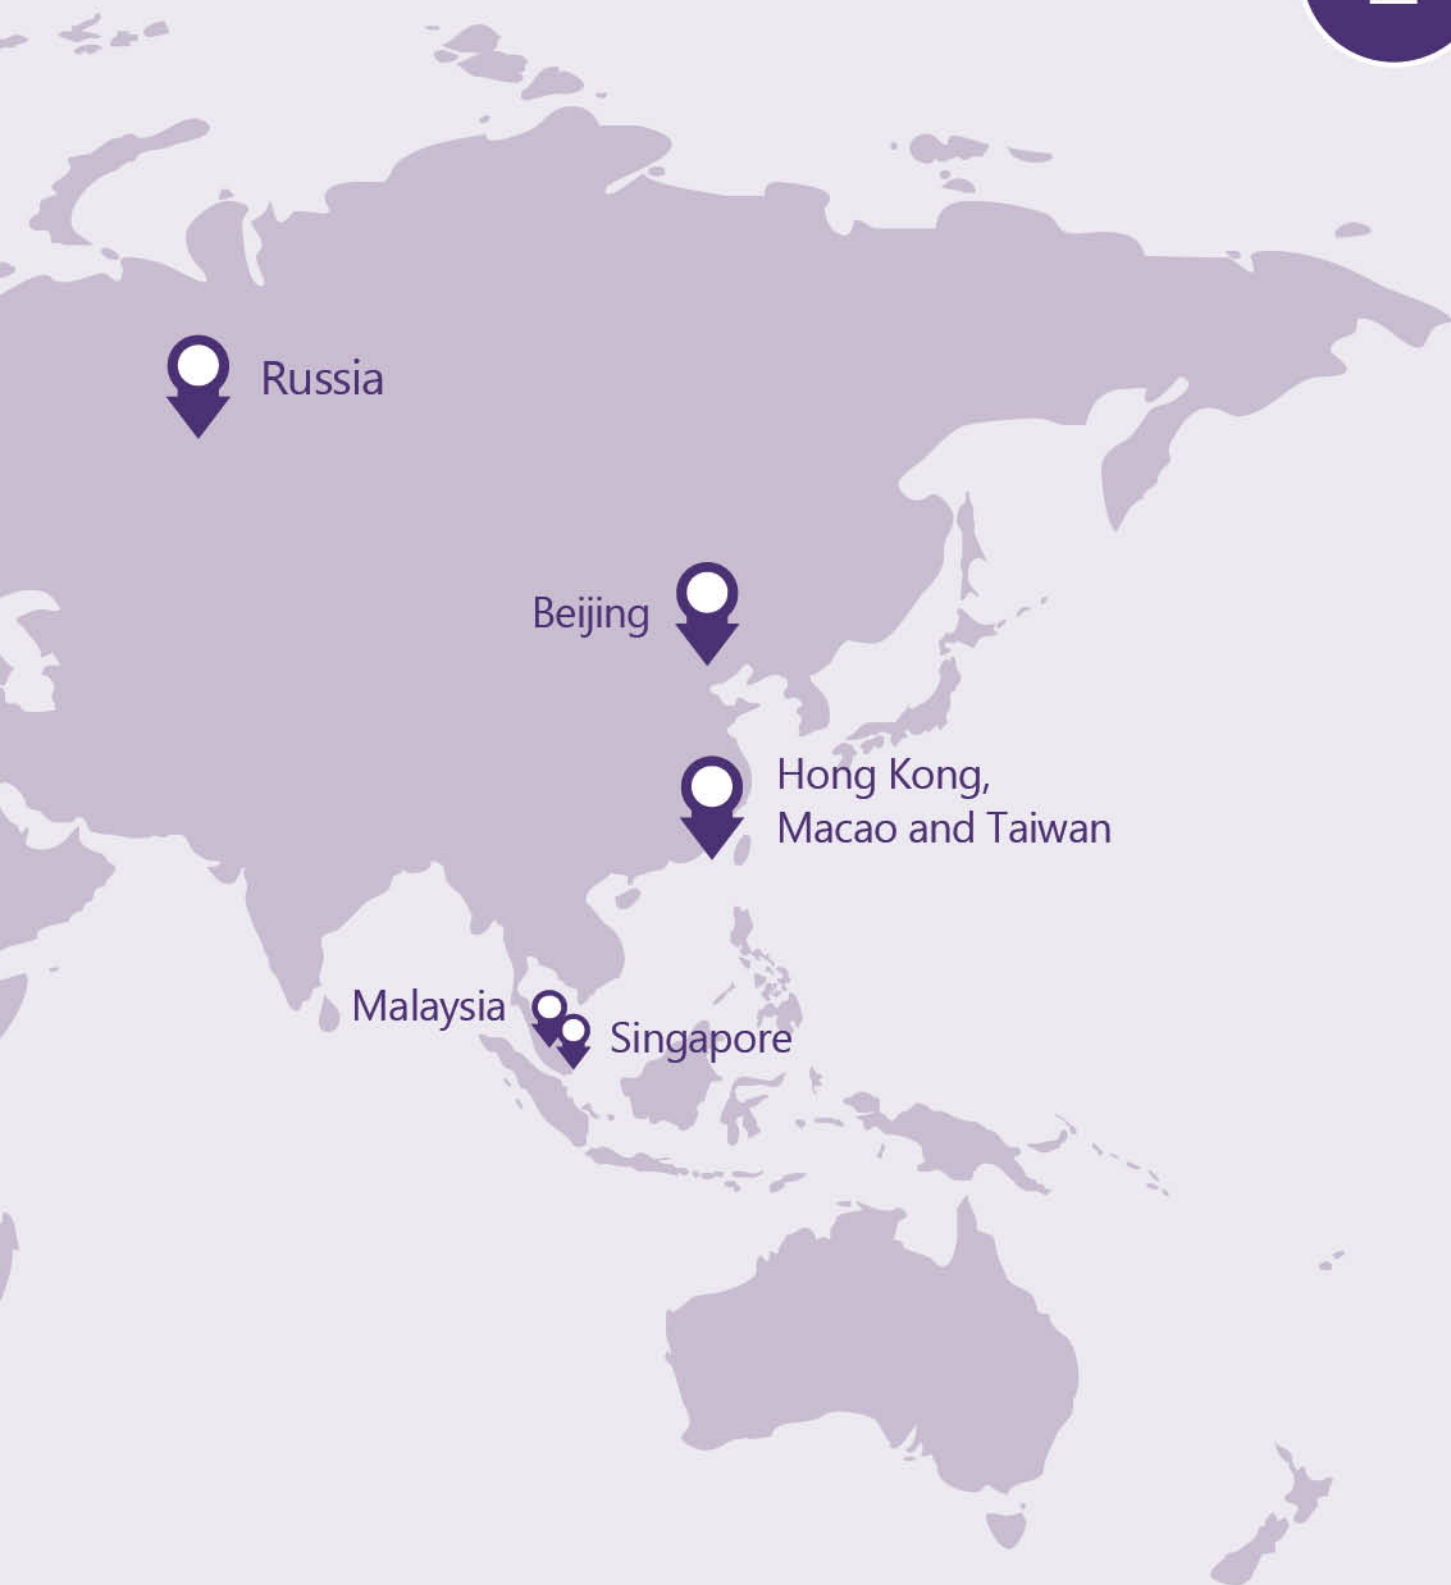 Russia
Beijing
Hong Kong,
Macao and Taiwan
Malaysia
Singapore